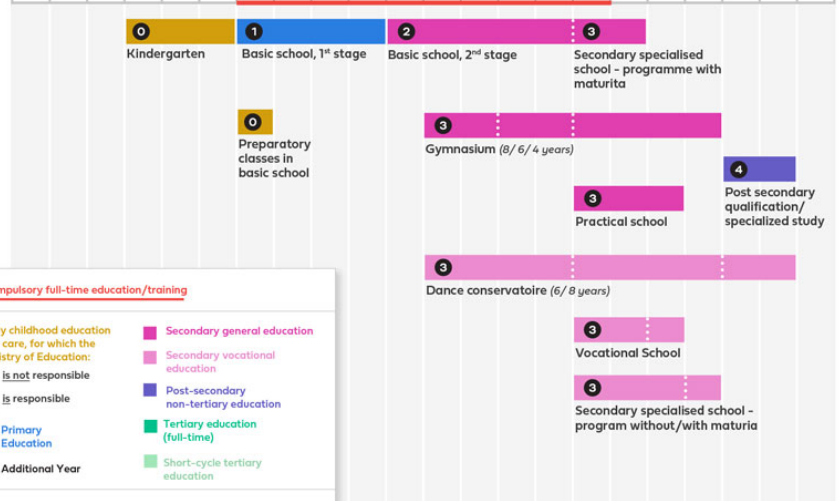 0
1
2
3
Kindergarten
Basic school, 1st stage
Basic school, 2nd stage
Secondary specialised
school - programme with
maturita
0
Preparatory
classes in
basic school
3
Gymnasium (8/ 6/ 4 years)
4
Post secondary
qualification/
specialized study
3
Practical school
3
Dance conservatoire (6/ 8 years)
3
Vocational School
3
Secondary specialised school -
program without/with maturia
mpulsory full-time education/training
y childhood education
care, for which the
istry of Education:
is not responsible
is responsible
Primary
Education
Additional Year
Secondary general education
Secondary vocational
education
Post-secondary
non-tertiary education
Tertiary education
(full-time)
Short-cycle tertiary
education